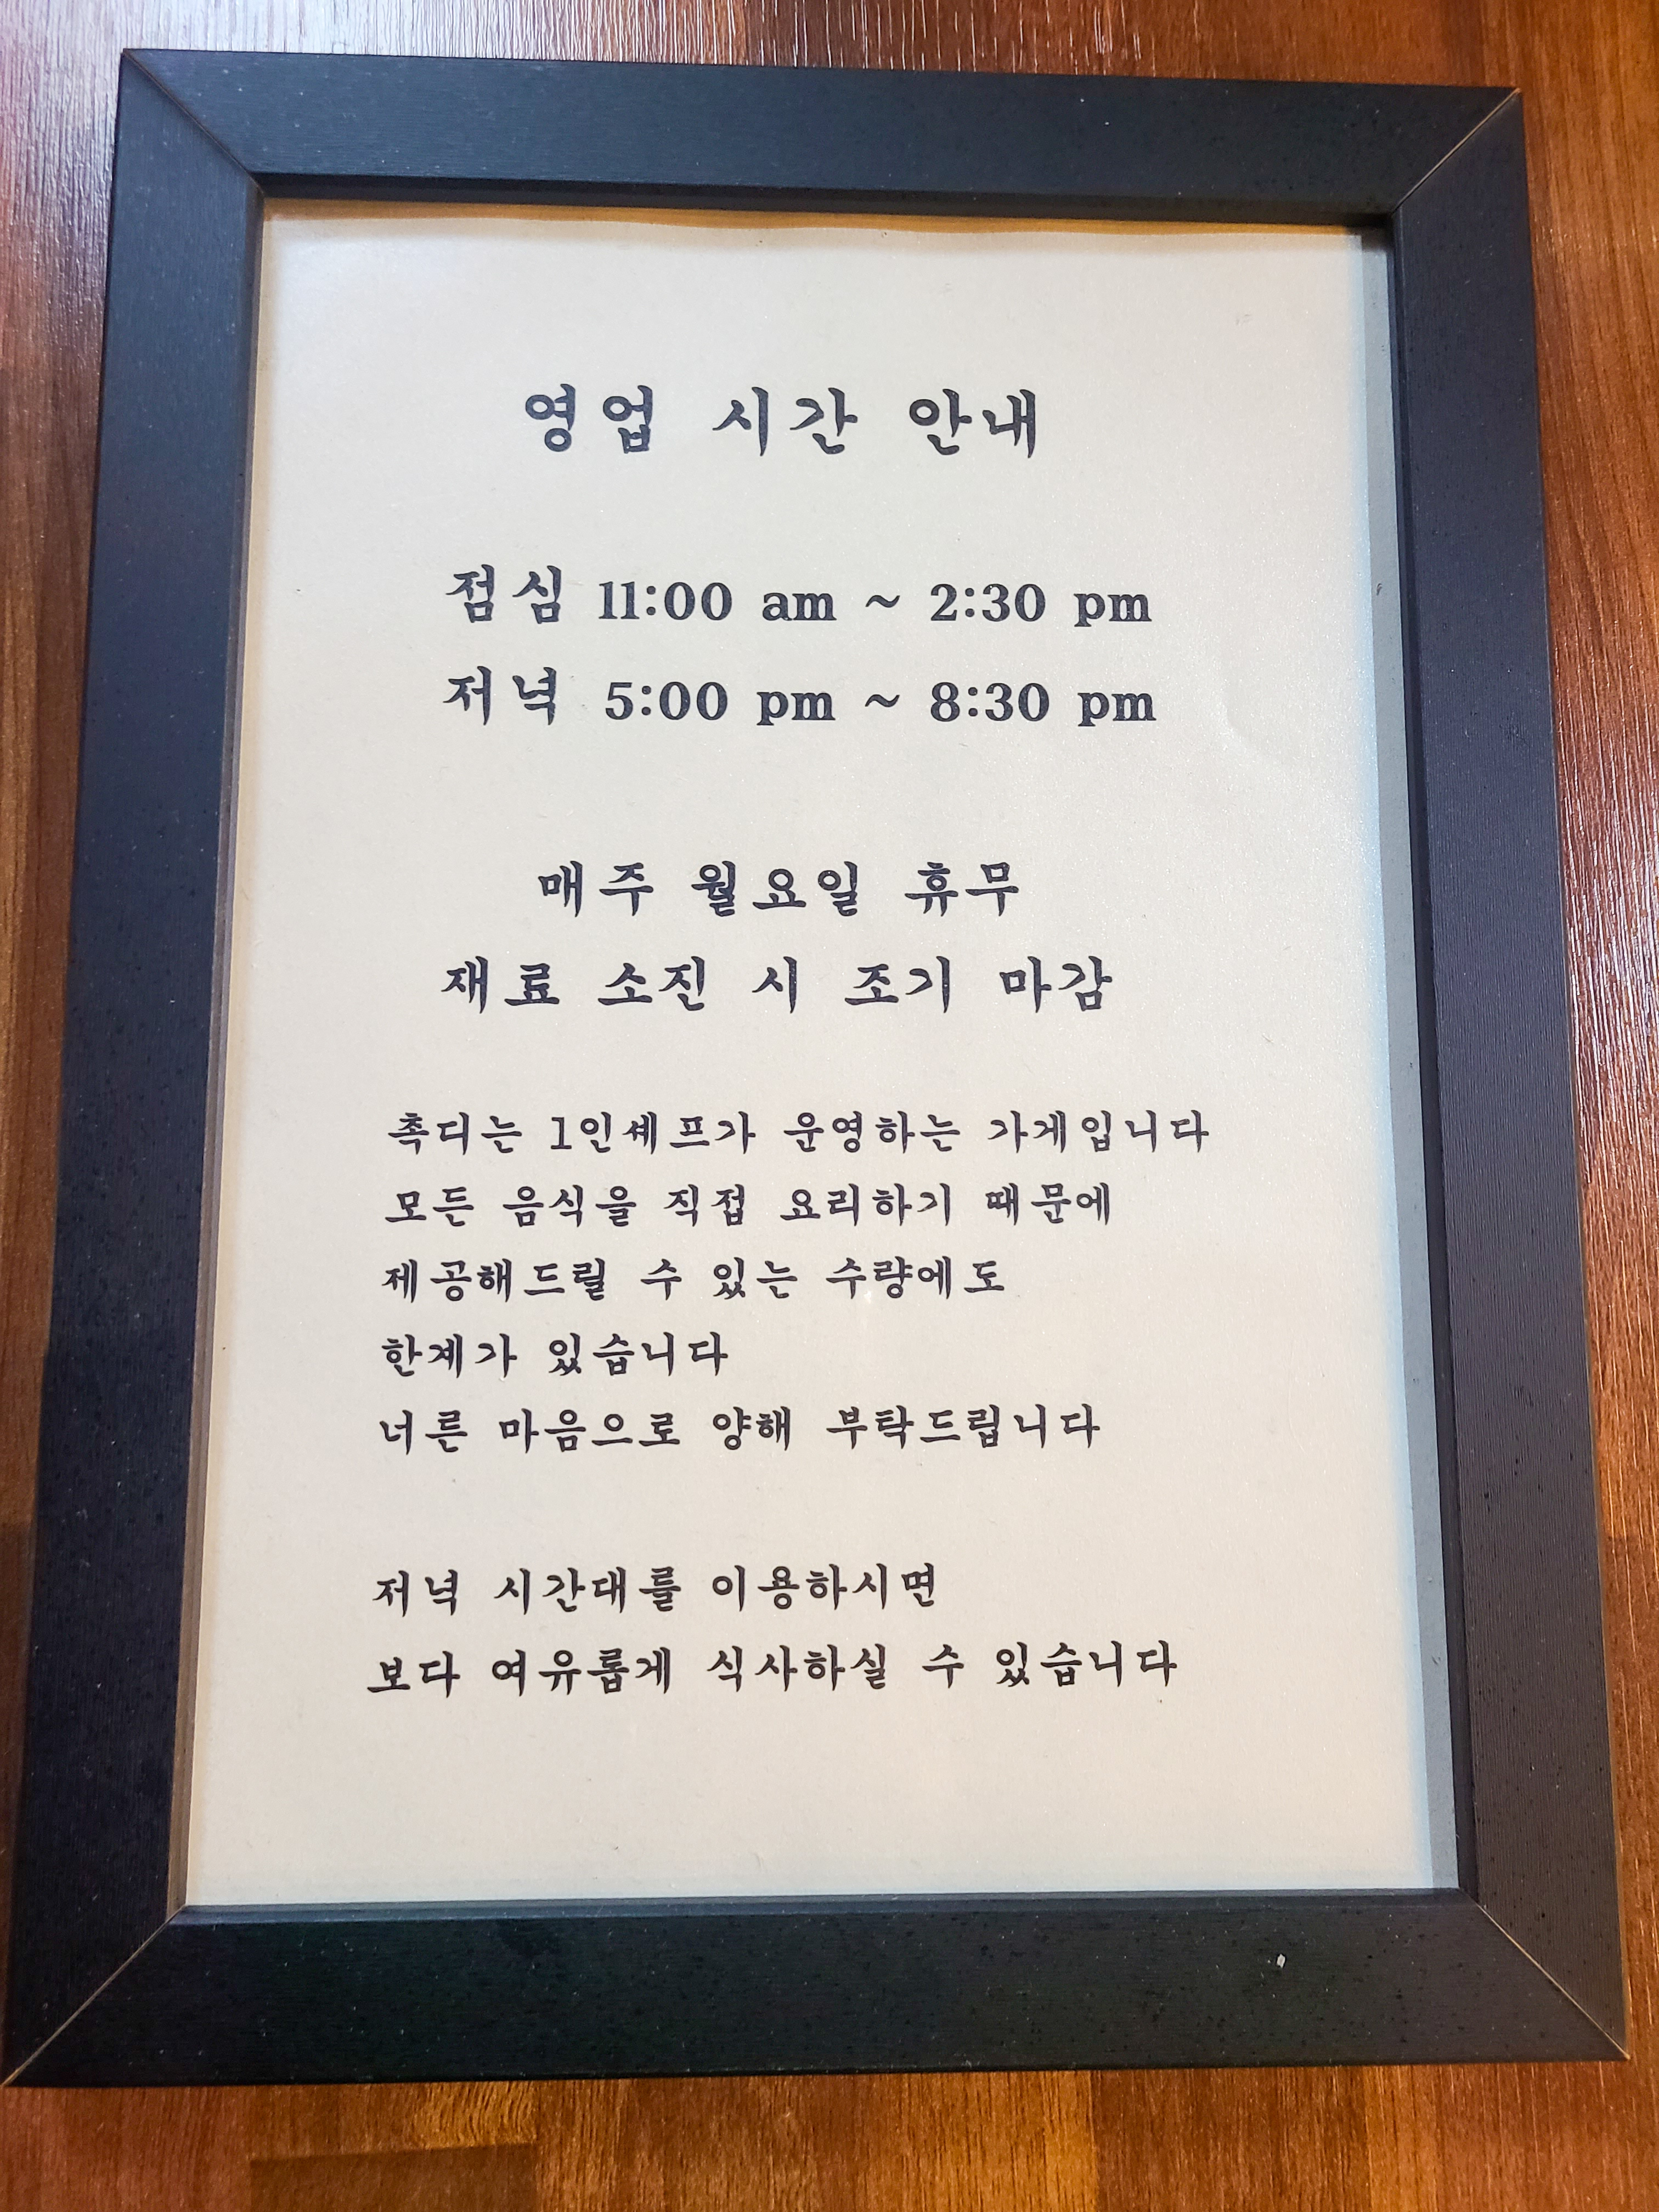 영업 시간 안내
점심 11:00 am ~ 2:30 pm
저녁 5:00 pm ~ 8:30 pm
매주 월요일 휴무
재료 소진 시 조기 마감
촉디는 1인셰프가 운영하는 가게입니다
모든 음식을 직접 요리하기 때문에
제공해드릴 수 있는 수량에도
한계가 있습니다
너른 마음으로 양해 부탁드립니다
저녁 시간대를 이용하시면
보다 여유롭게 식사하실 수 있습니다